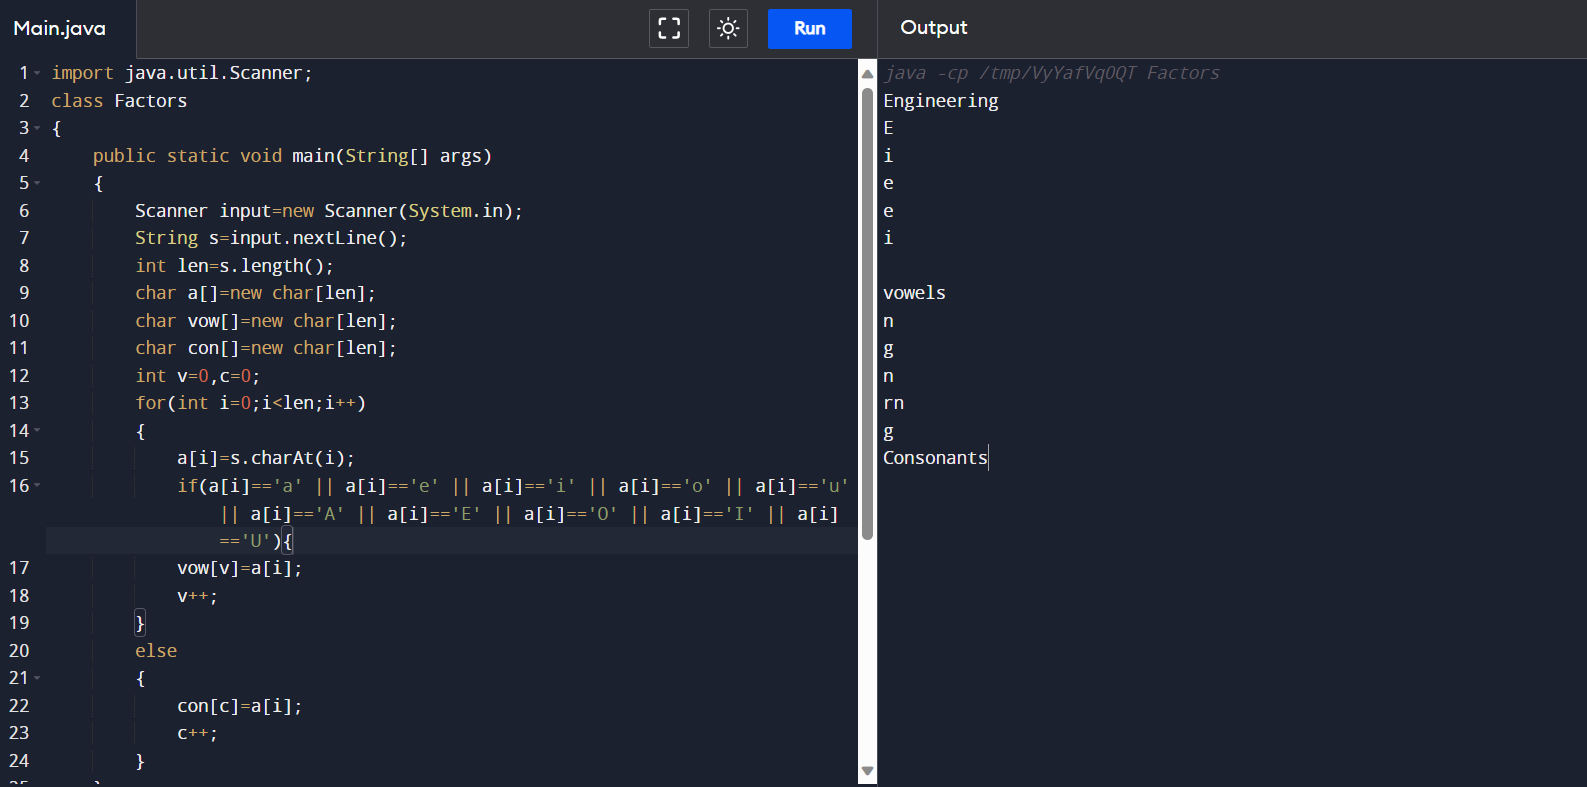 Main.java
Run
Output
1 import java.util.Scanner;
2 class Factors
3 {
4 public static void main(String[] args)
5 {
6 Scanner input=new Scanner(System.in);
7 String s=input.nextLine();
8 int len=s.length();
9 char a[]=new char[len];
10 char vow[]=new char[len];
11 char con[]=new char[len];
12 int v=0,c=0;
13 for(int i=0;i<len;i++)
14 {
15 a[i]=s.charAt(i);
16 if(a[i]=='a' || a[i]=='e' || a[i]=='i' || a[i]=='o' || a[i]=='u'
|| a[i]=='A' || a[i]=='E' || a[i]=='O' || a[i]=='I' || a[i]
=='U'){
17 vow[v]=a[i];
18 v++;
19 }
20 else
21 {
22 con[c]=a[i];
23 c++;
24 }
java -cp /tmp/VyYafVq0QT Factors
Engineering
E
i
e
e
i
vowels
n
g
n
rn
g
Consonants